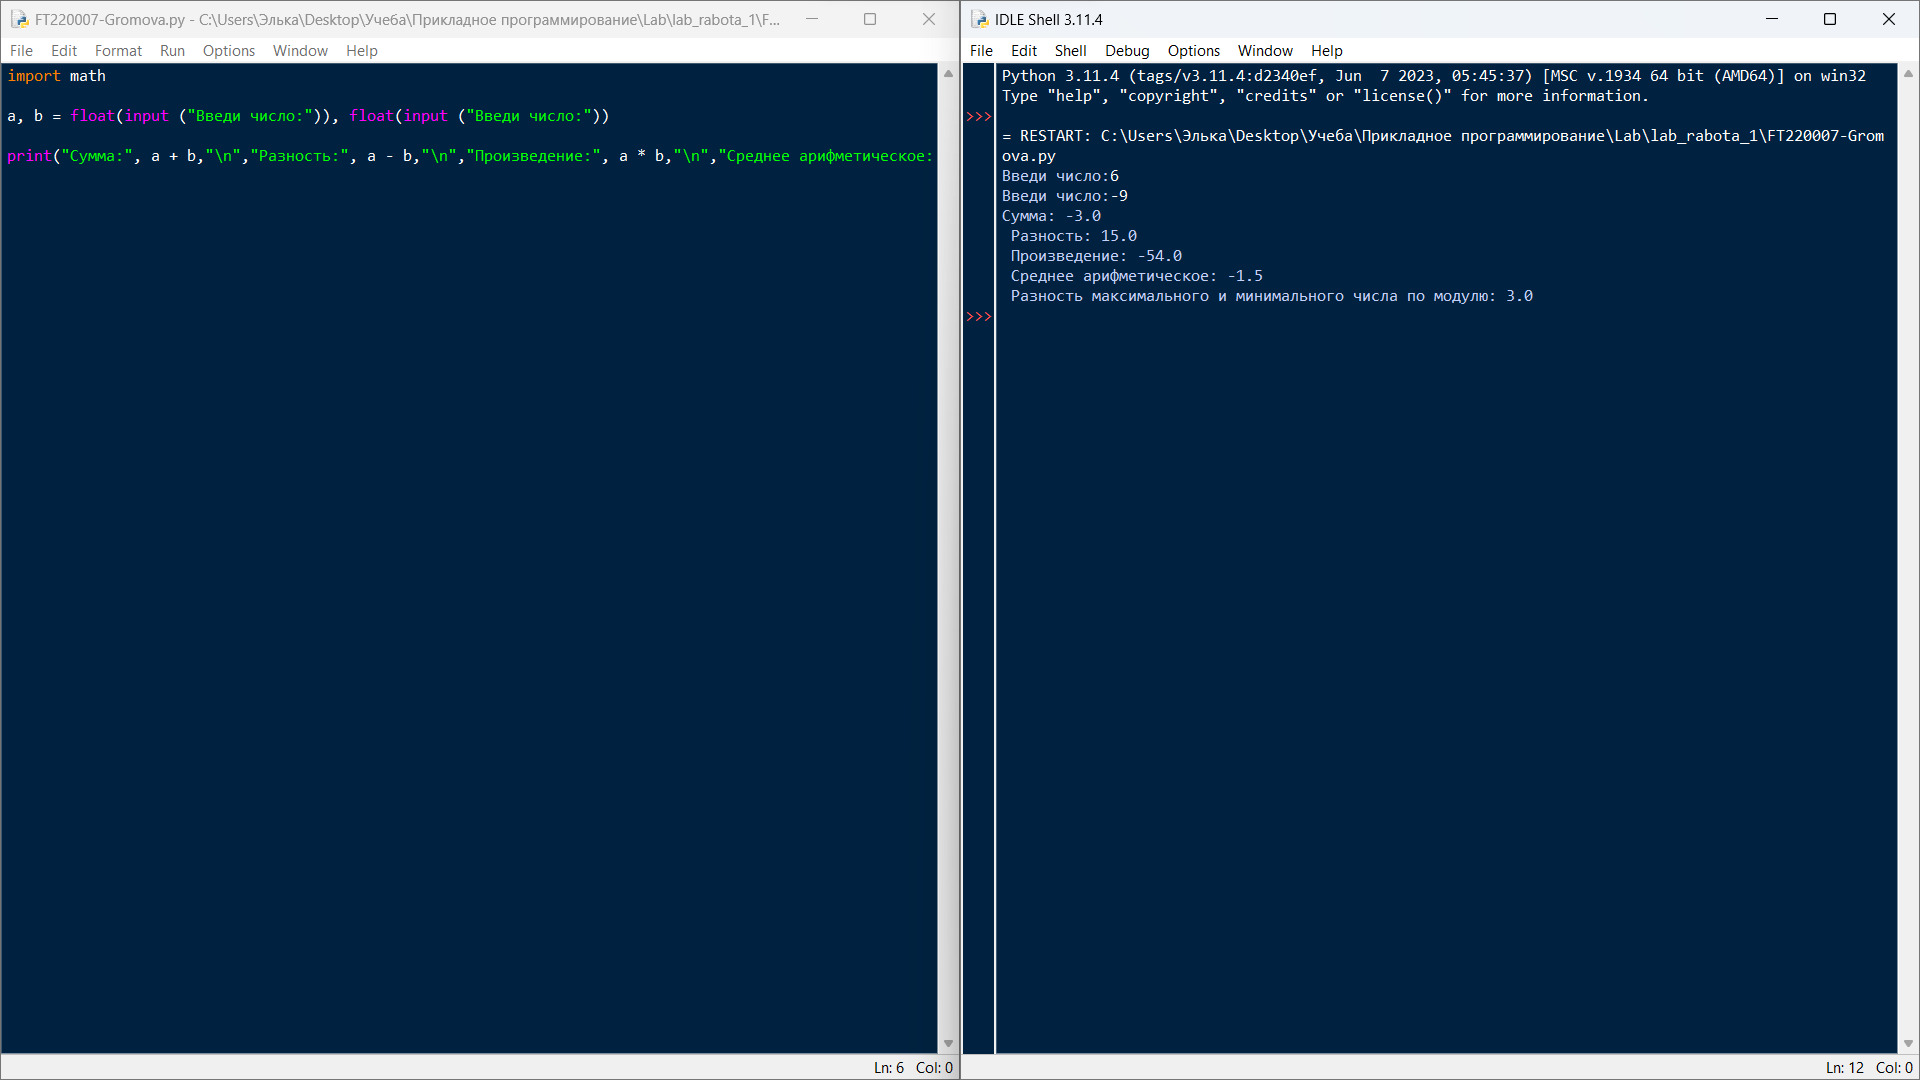 FT220007-Gromova.py - C:\Users\Элька\Desktop\Учеба\Прикладное программирование\Lab\lab_rabota_1\F...
File Edit Format Run Options Window Help
import math
a, b = float(input ("Введи число:")), float(input ("Введи число:"))
print("Сумма:", a + b,"\n","Разность:", a - b,"\n","Произведение:", a * b,"\n","Среднее арифметическое:
Ln: 6 Col: 0
IDLE Shell 3.11.4
File Edit Shell Debug Options Window Help
Python 3.11.4 (tags/v3.11.4:d2340ef, Jun  7 2023, 05:45:37) [MSC v.1934 64 bit (AMD64)] on win32
Type "help", "copyright", "credits" or "license()" for more information.
>>>
= RESTART: C:\Users\Элька\Desktop\Учеба\Прикладное программирование\Lab\lab_rabota_1\FT220007-Grom
ova.py
Введи число:6
Введи число:-9
Сумма: -3.0
Разность: 15.0
Произведение: -54.0
Среднее арифметическое: -1.5
Разность максимального и минимального числа по модулю: 3.0
>>>
Ln: 12 Col: 0